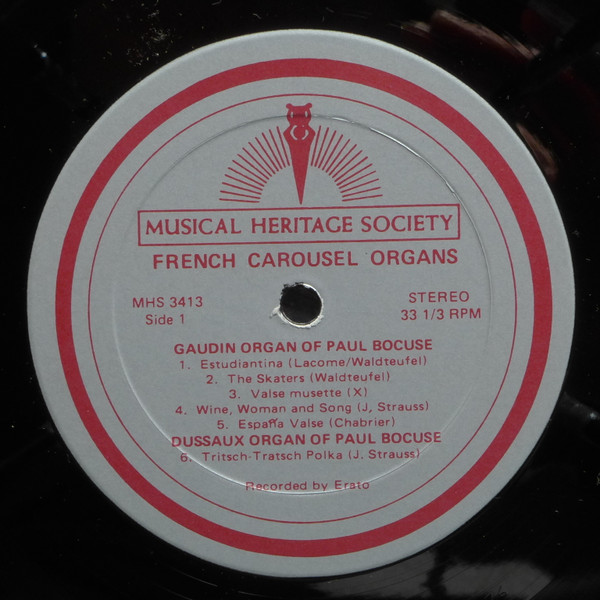 MUSICAL HERITAGE SOCIETY
FRENCH CAROUSEL ORGANS
MHS 3413
Side 1
STEREO
33 1/3 RPM
GAUDIN ORGAN OF PAUL BOCUSE
1. Estudiantina (Lacome/Waldteufel)
2. The Skaters (Waldteufel)
3. Valse musette (X)
4. Wine, Woman and Song (J. Strauss)
5. España Valse (Chabrier)
DUSSAUX ORGAN OF PAUL BOCUSE
6. Tritsch-Tratsch Polka (J. Strauss)
Recorded by Erato